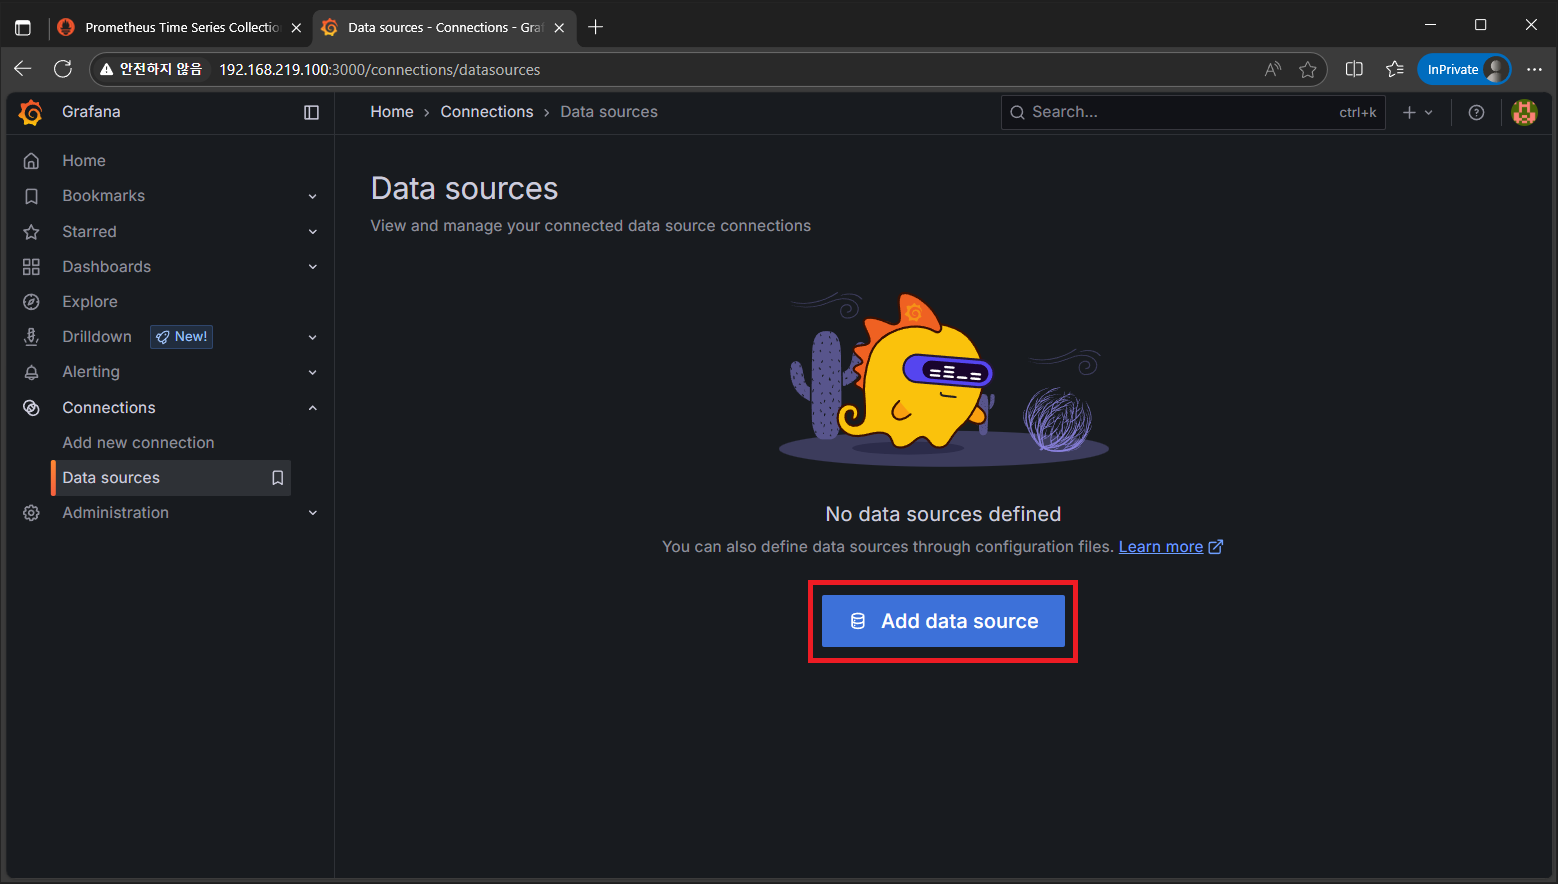 Prometheus Time Series Collectio
Data sources - Connections - Graf
안전하지 않음
192.168.219.100:3000/connections/datasources
InPrivate
Grafana
Home › Connections › Data sources
Search...
ctrl+k
Home
Bookmarks
Starred
Dashboards
Explore
Drilldown
New!
Alerting
Connections
Add new connection
Data sources
Administration
Data sources
View and manage your connected data source connections
No data sources defined
You can also define data sources through configuration files. Learn more
Add data source